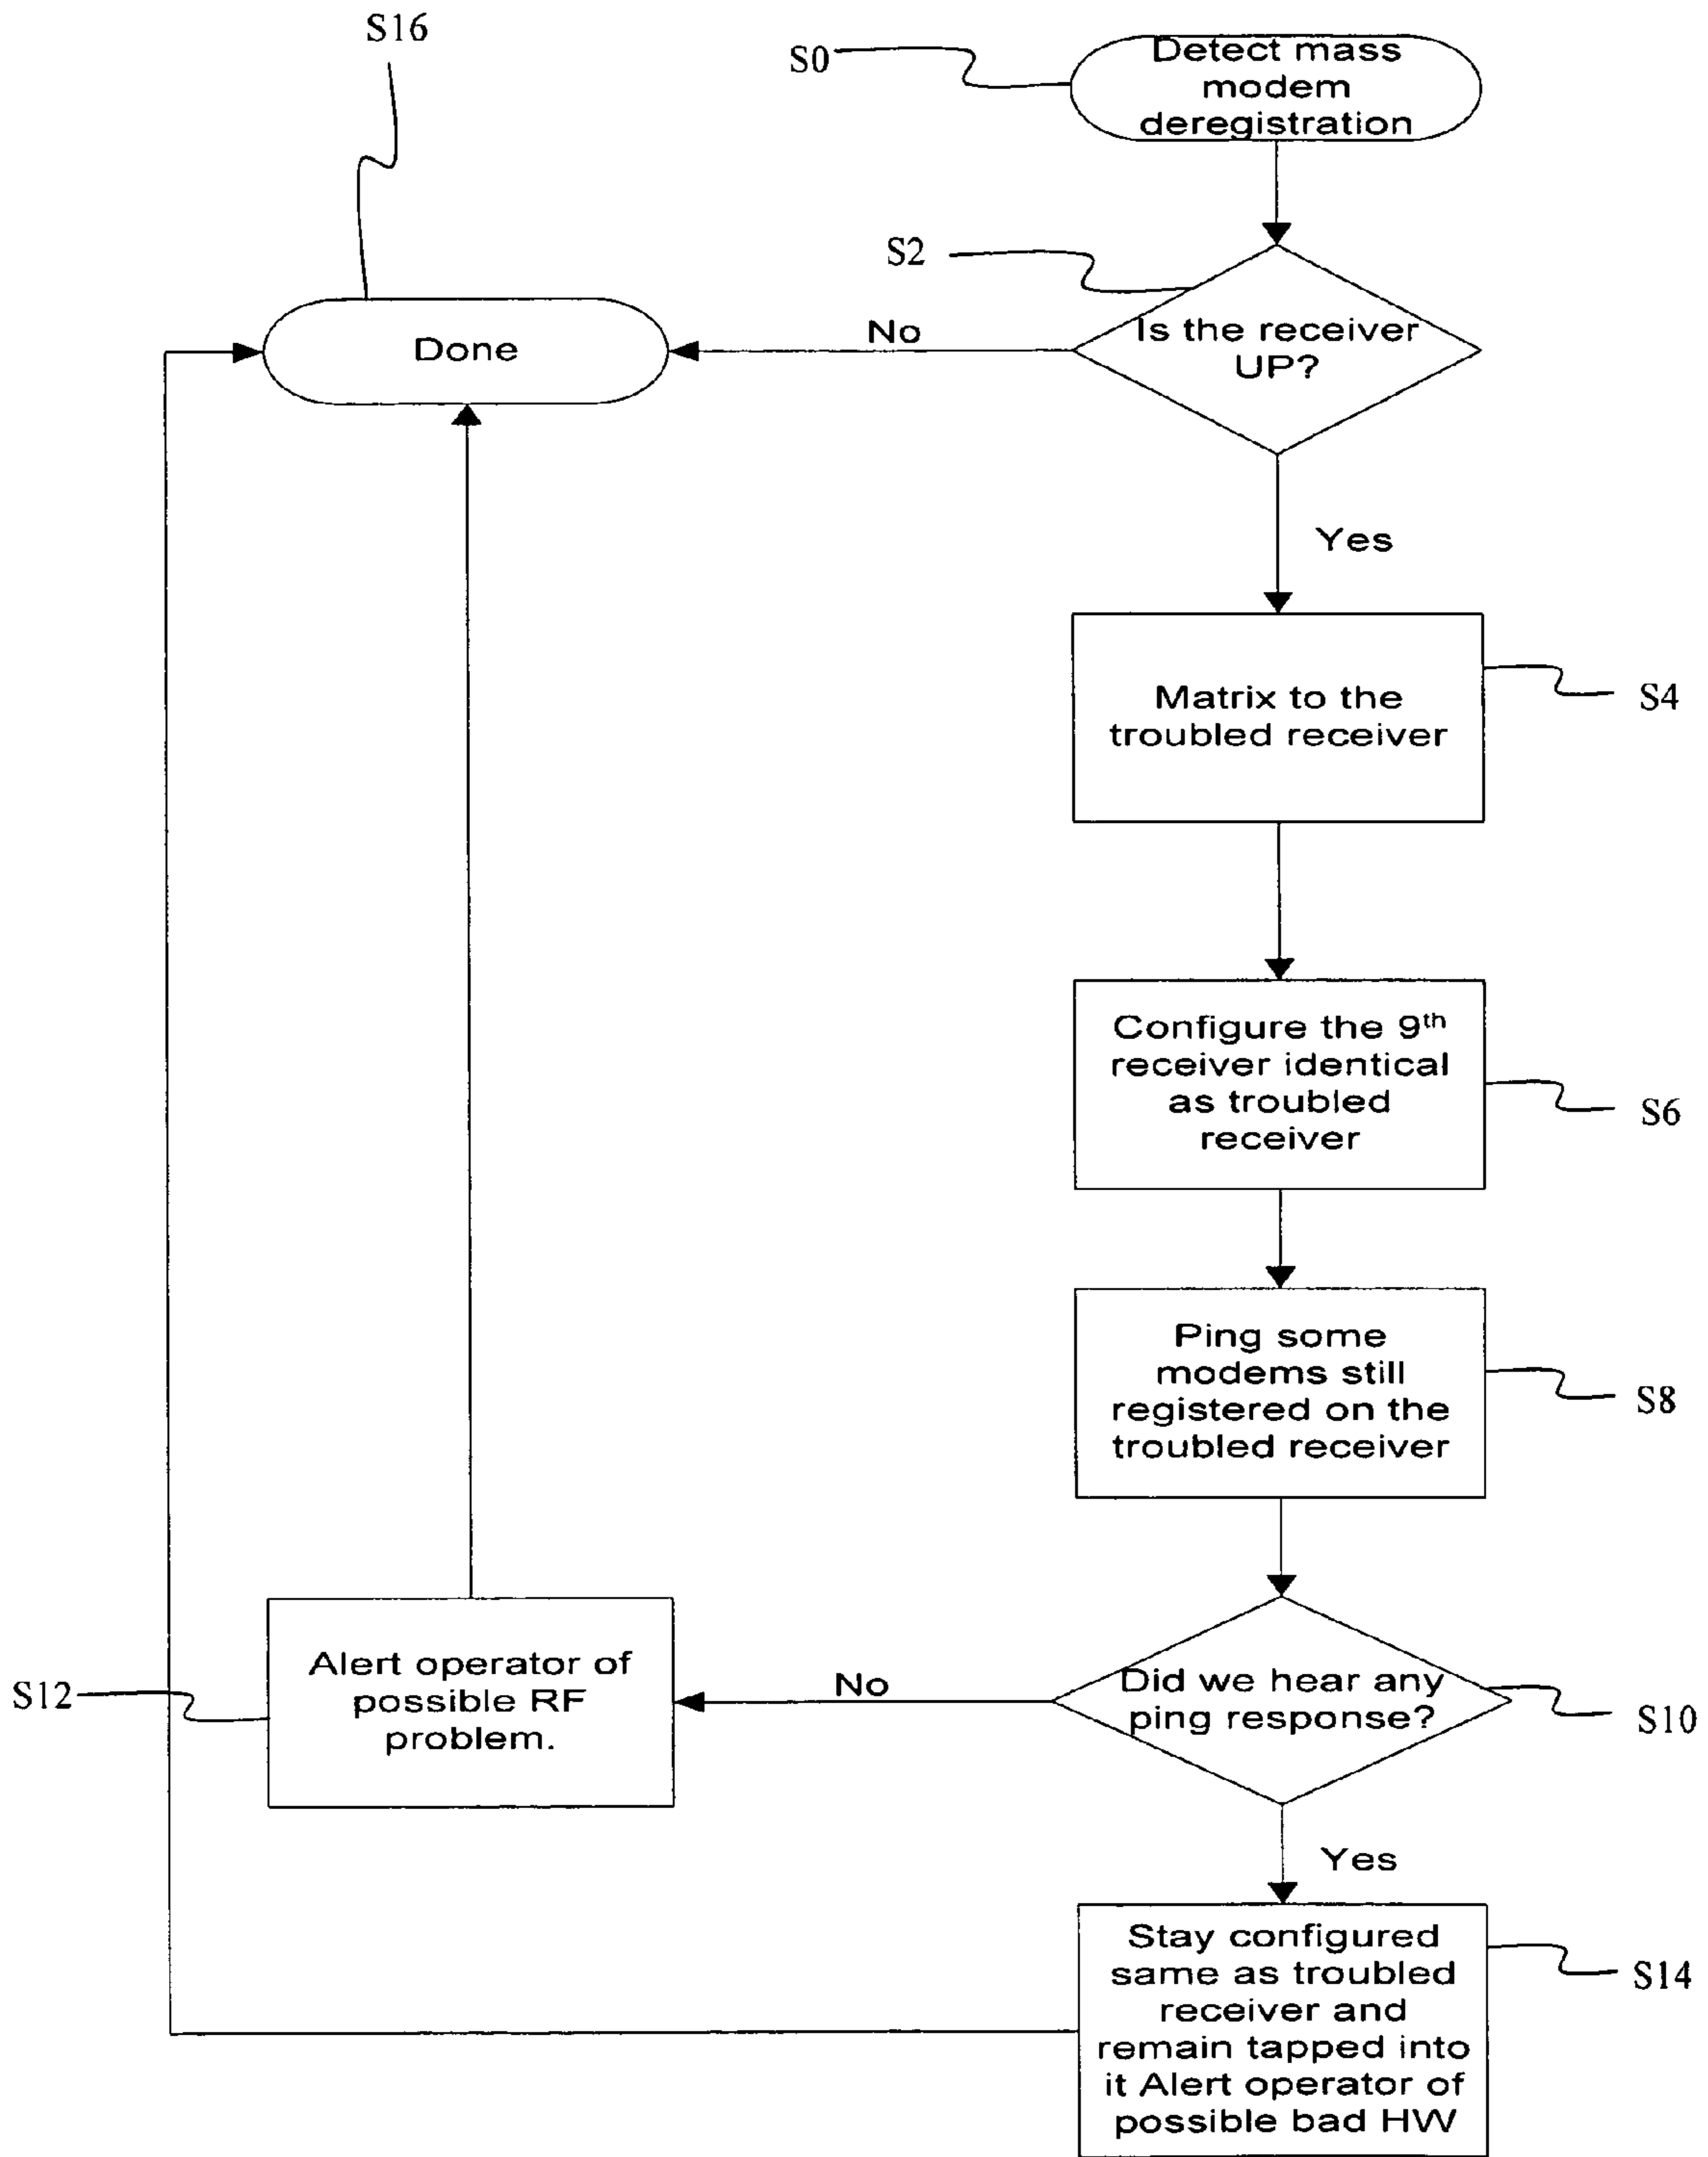 S16
S0
Detect mass
modem
deregistration
S2
Is the receiver
UP?
No
Done
Yes
Matrix to the
troubled receiver
S4
Configure the 9th
receiver identical
as troubled
receiver
S6
Ping some
modems still
registered on the
troubled receiver
S8
Did we hear any
ping response?
S10
No
Alert operator of
possible RF
problem.
S12
Yes
Stay configured
same as troubled
receiver and
remain tapped into
it Alert operator of
possible bad HW
S14